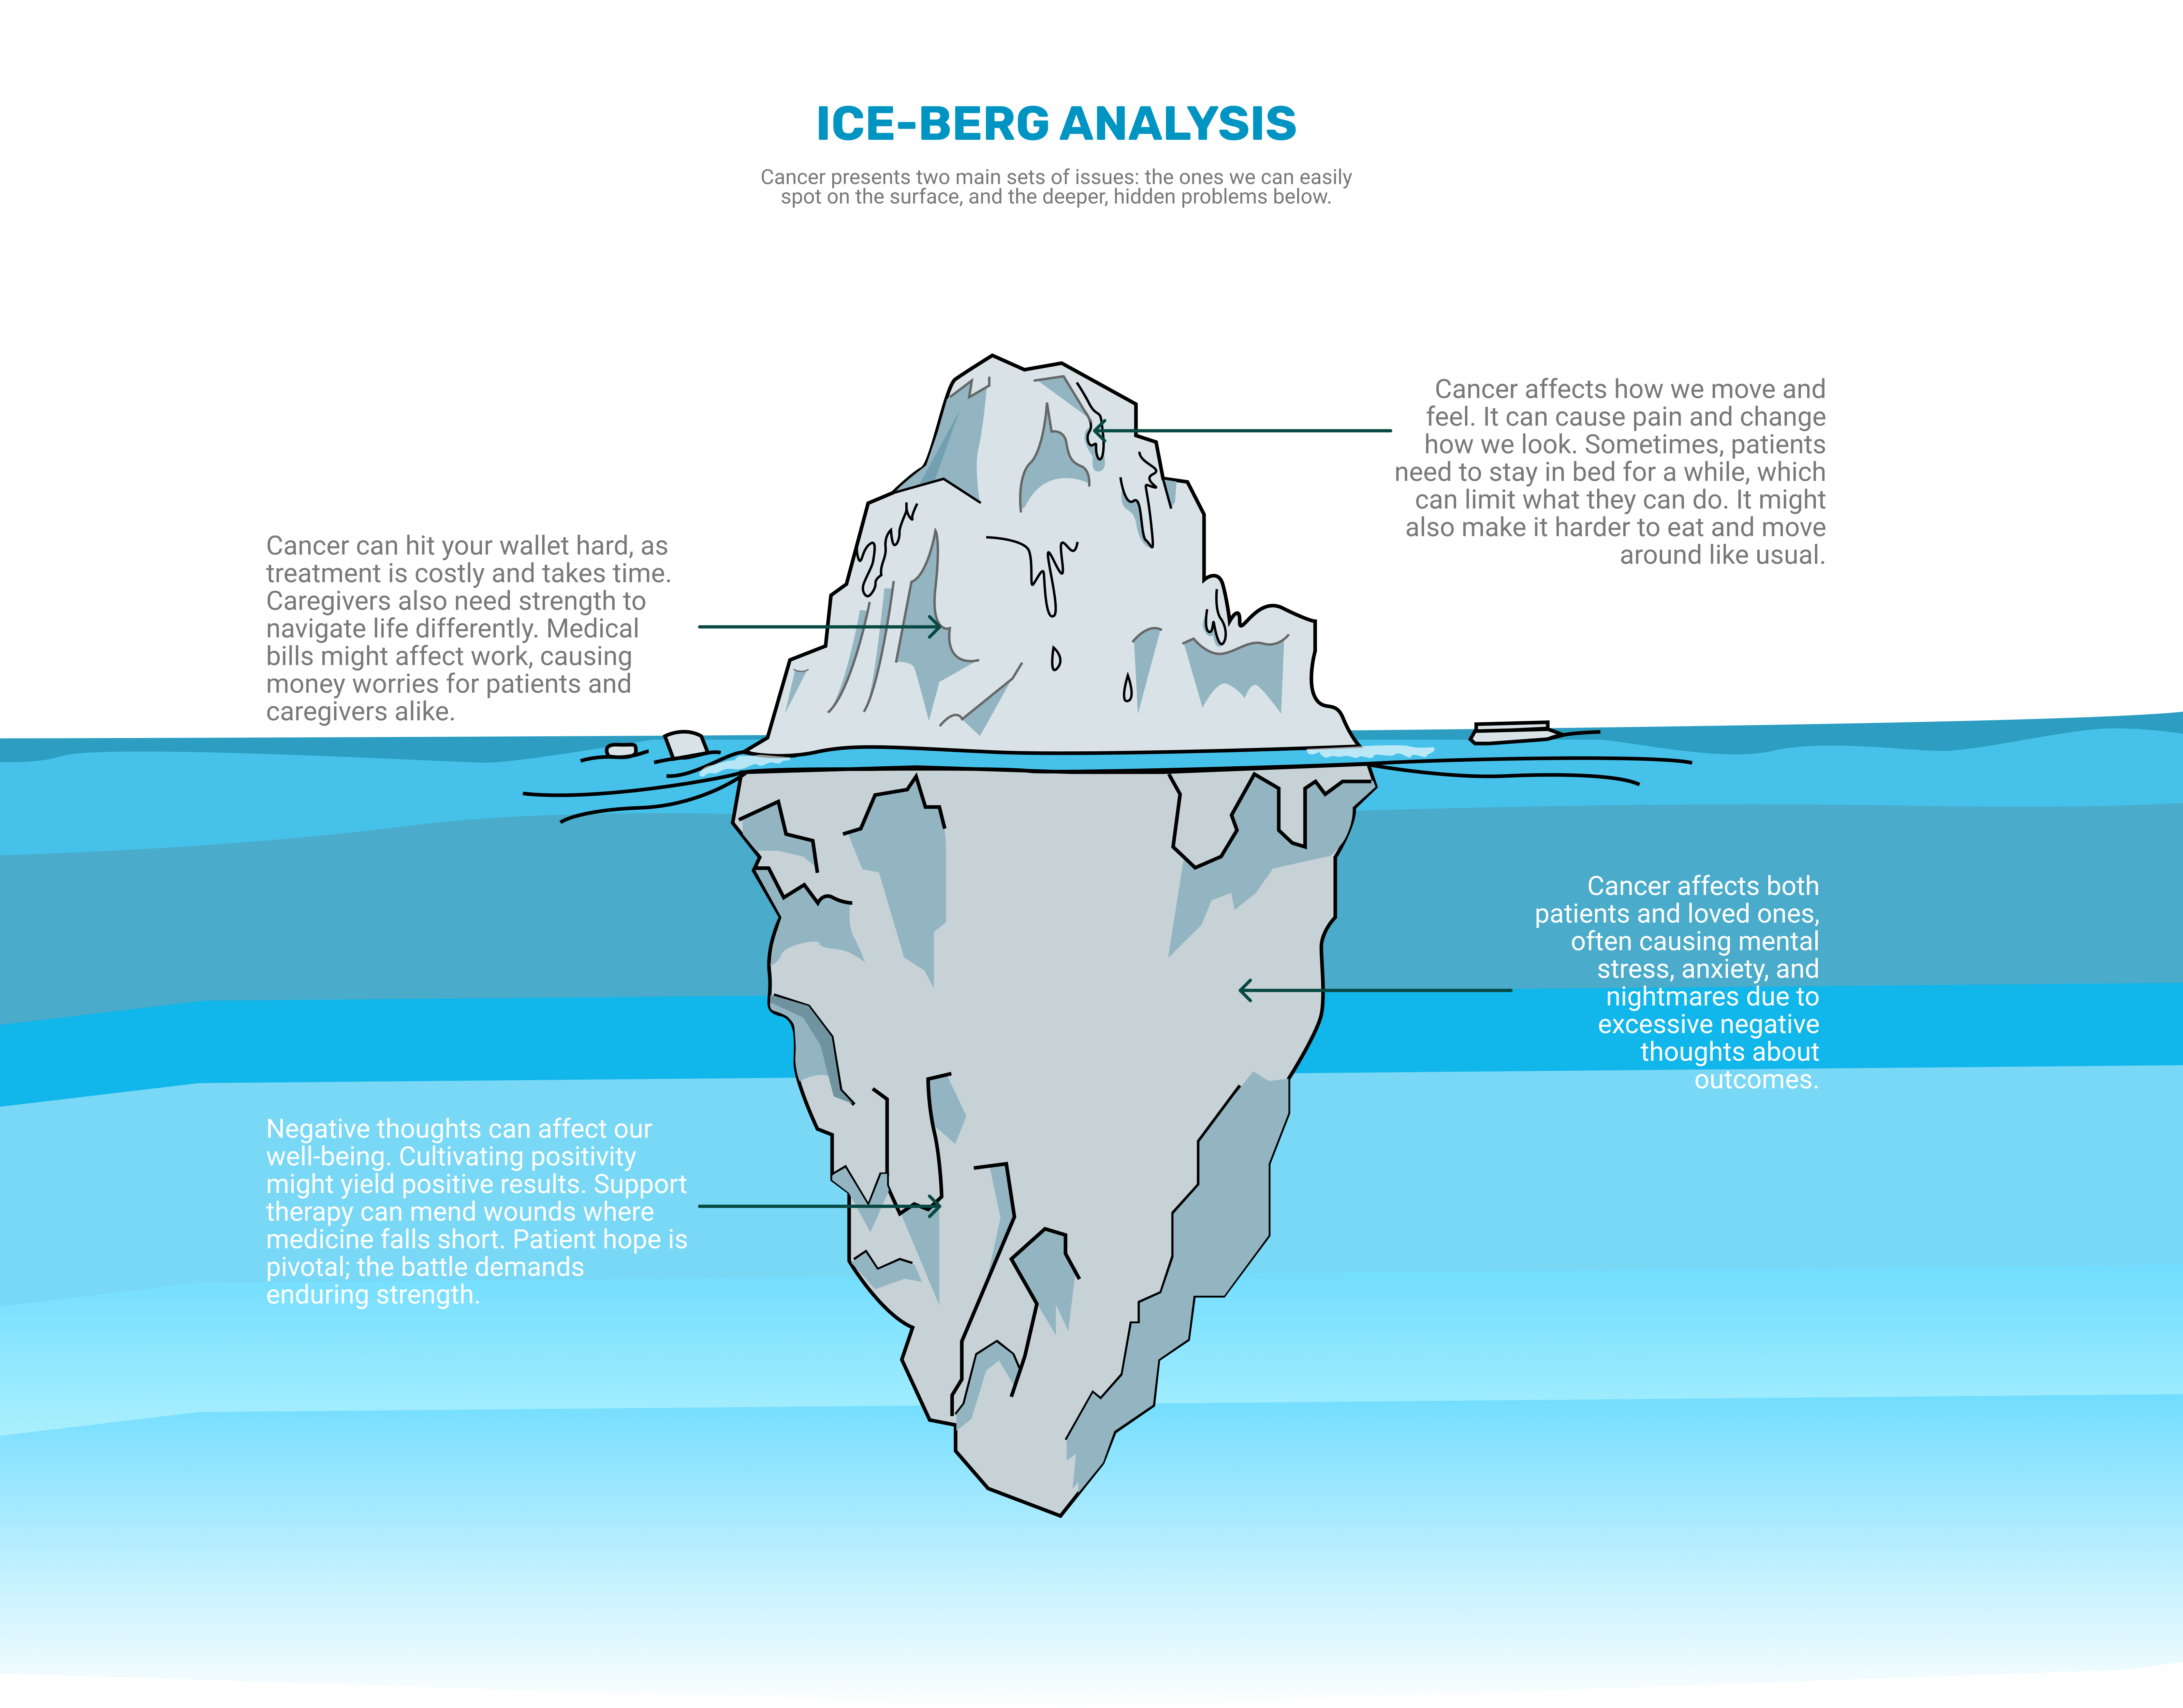 ICE-BERG ANALYSIS
Cancer presents two main sets of issues: the ones we can easily
spot on the surface, and the deeper, hidden problems below.
Cancer affects how we move and
feel. It can cause pain and change
how we look. Sometimes, patients
need to stay in bed for a while, which
can limit what they can do. It might
also make it harder to eat and move
around like usual.
Cancer can hit your wallet hard, as
treatment is costly and takes time.
Caregivers also need strength to
navigate life differently. Medical
bills might affect work, causing
money worries for patients and
caregivers alike.
Cancer affects both
patients and loved ones,
often causing mental
stress, anxiety, and
nightmares due to
excessive negative
thoughts about
outcomes.
Negative thoughts can affect our
well-being. Cultivating positivity
might yield positive results. Support
therapy can mend wounds where
medicine falls short. Patient hope is
pivotal; the battle demands
enduring strength.